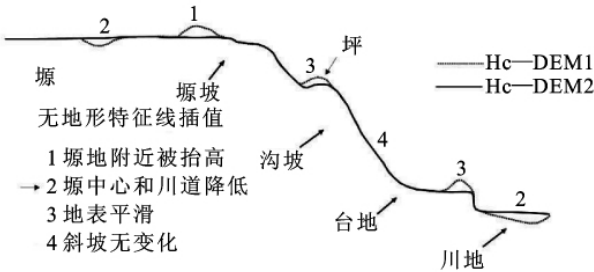 2
1
3
坪
Hc—DEM1
Hc—DEM2
塬
塬坡
无地形特征线插值
1 塬地附近被抬高
2 塬中心和川道降低
3 地表平滑
4 斜坡无变化
沟坡
4
3
2
台地
川地